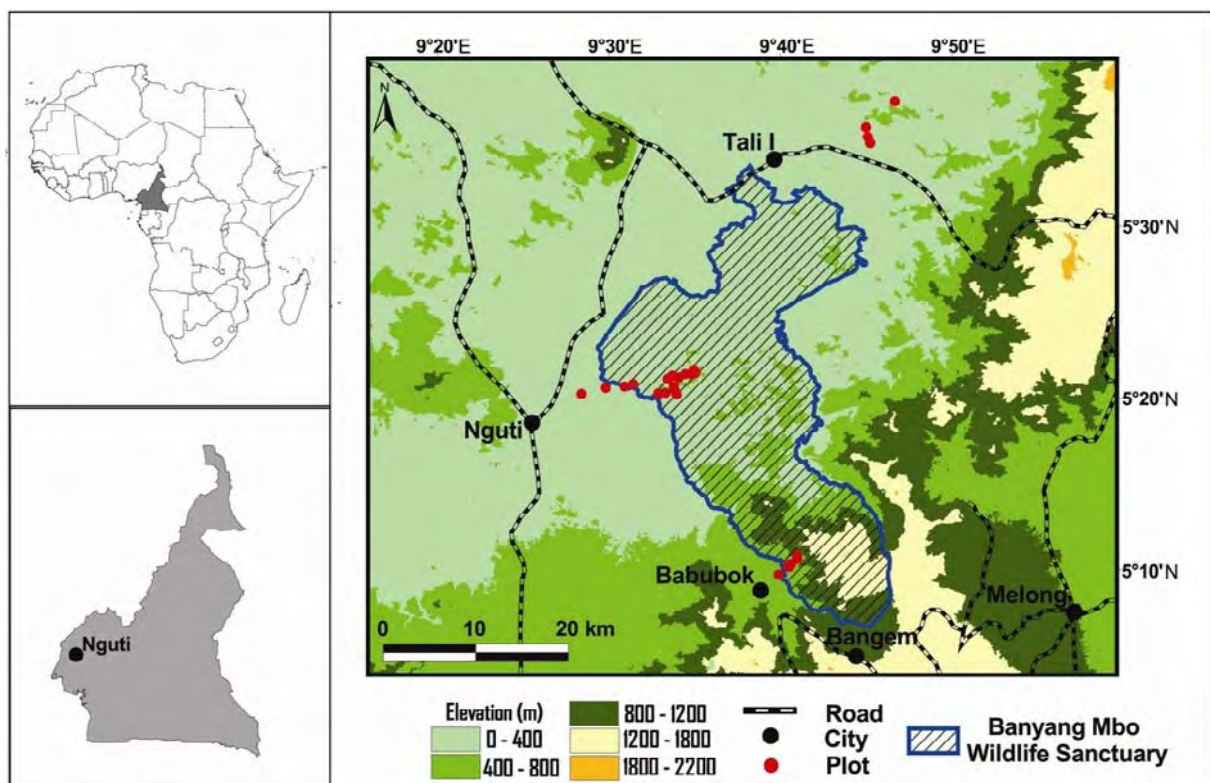 9°20'E 9°30'E 9°40'E 9°50'E
N
Tali I
5°30'N
5°20'N
Nguti
5°10'N
Babubok
Melong
Bangem
0 10 20 km
Nguti
Elevation (m)
0 - 400
400 - 800
800 - 1200
1200 - 1800
1800 - 2200
Road
City
Plot
Banyang Mbo
Wildlife Sanctuary